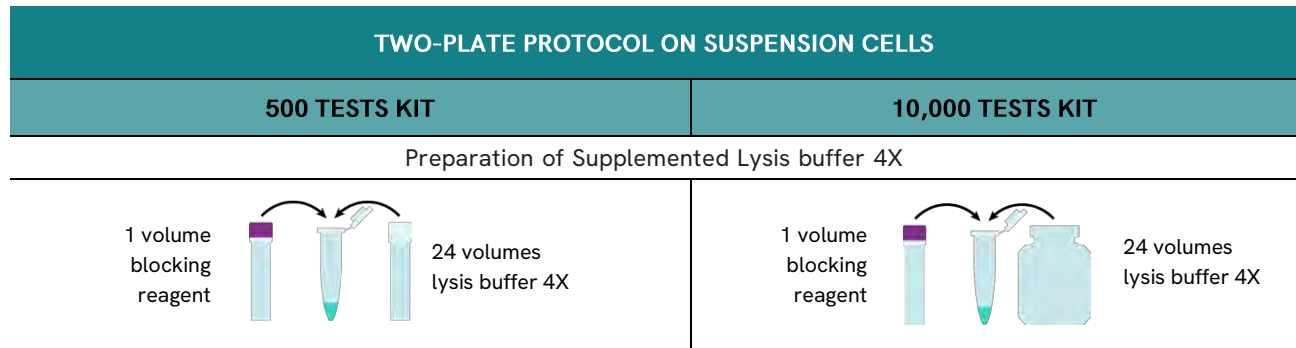 TWO-PLATE PROTOCOL ON SUSPENSION CELLS
500 TESTS KIT
10,000 TESTS KIT
Preparation of Supplemented Lysis buffer 4X
1 volume
blocking
reagent
24 volumes
lysis buffer 4X
1 volume
blocking
reagent
24 volumes
lysis buffer 4X